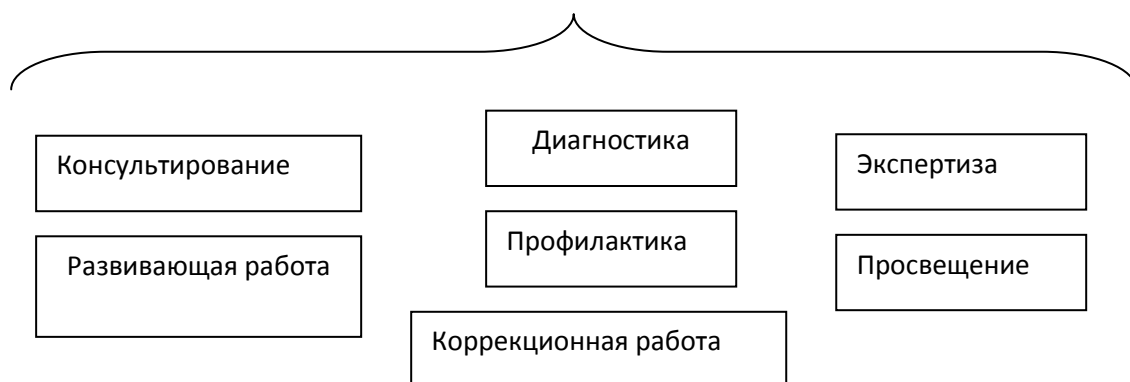 Консультирование
Диагностика
Экспертиза
Развивающая работа
Профилактика
Просвещение
Коррекционная работа